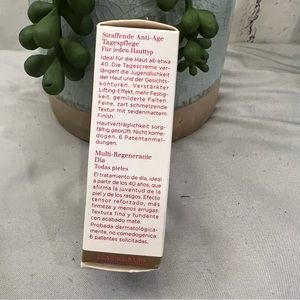 Straffende Anti-Age
Tagespflege
Für jeden Hauttyp
Ideal für die Haut ab etwa
40. Die Tagescreme ver-
längert die Jugendlichkeit
der Haut und der Gesichts-
konturen. Verstärkter
Lifting-Effekt, mehr Festig-
keit, gemilderte Falten.
Feine, zart schmelzende
Textur mit seidenmattem
Finish.
Hautverträglichkeit sorg-
fältig geprüft. Nicht kome-
dogen. 6 Patentanmel-
dungen.
Multi-Regenerante
Día
Todas pieles
El tratamiento de día, ideal
a partir de los 40 años, que
afirma la juventud de la
piel y de los rasgos. Efecto
tensor reforzado, más
firmeza y menos arrugas.
Textura fina y fundente
con acabado mate.
Probada dermatológica-
mente, no comedogénica.
6 patentes solicitadas.